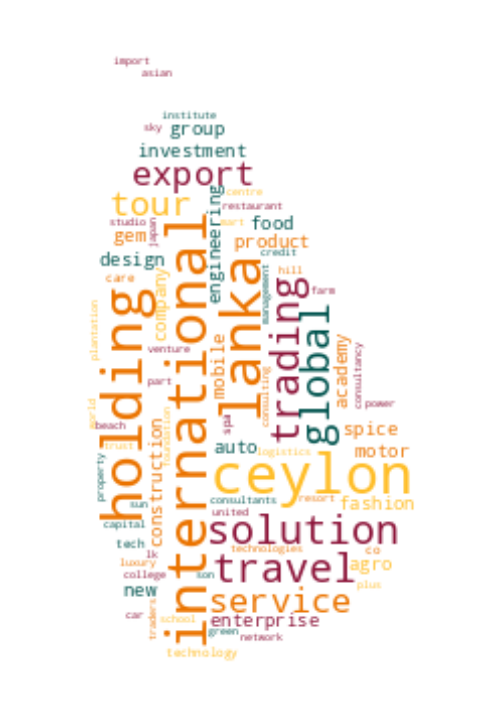 import
asian
institute
sky
group
investment
export
centre
tour
restaurant
studio
mart
food
gem
japan
engineering
product
design
credit
care
hill
management
farm
holding
company
international
lanka
trading
global
plantation
venture
mobile
academy
consultancy
part
consulting
power
world
beach
spa
foundation
spice
trust
construction
auto
logistics
motor
property
ceylon
sun
consultants
resort
fashion
capital
united
solution
tech
technologies
co
lk
luxury
travel
agro
college
son
plus
new
service
car
traders
school
enterprise
green
network
technology